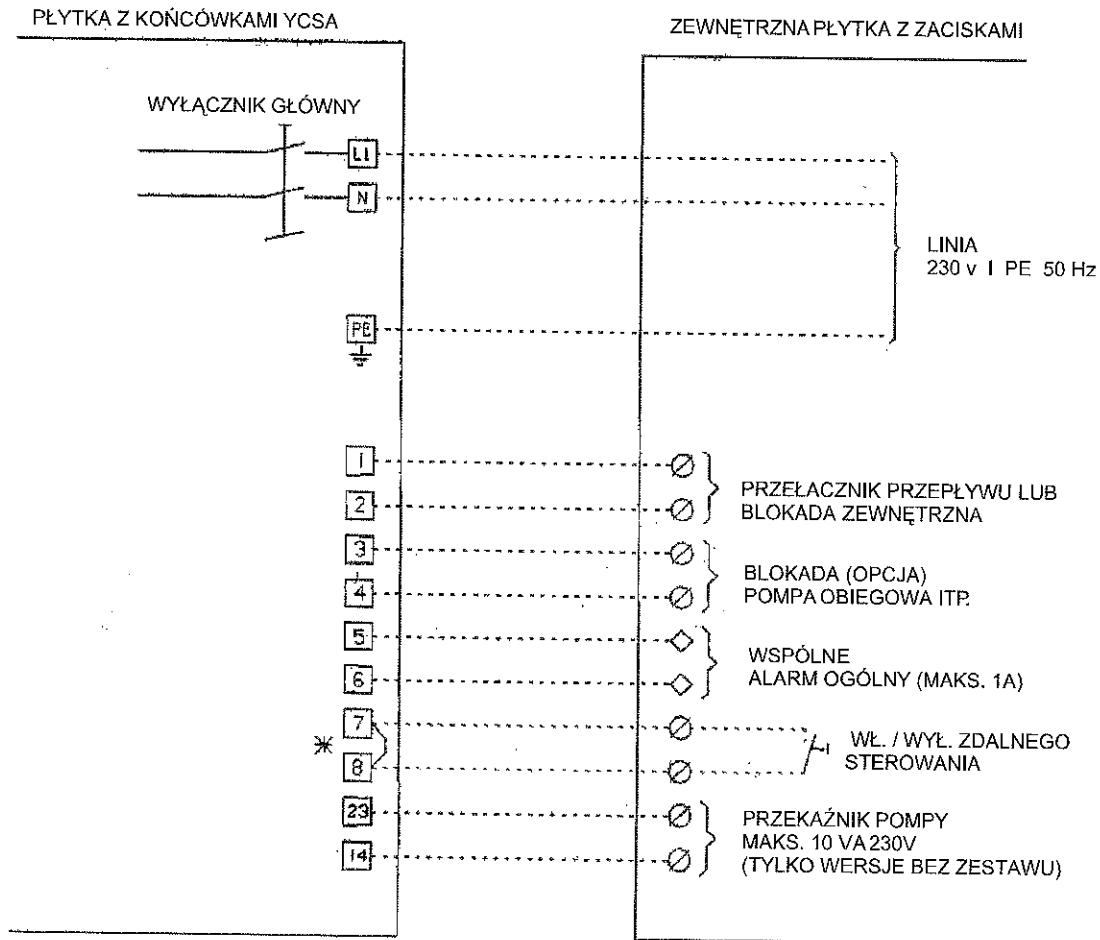 PŁYTKA Z KOŃCÓWKAMI YCSA
ZEWNĘTRZNA PŁYTKA Z ZACISKAMI
WYŁĄCZNIK GŁÓWNY
L1
N
LINIA
230 v I PE 50 Hz
PE
1
2
PRZEŁACZNIK PRZEPŁYWU LUB
BLOKADA ZEWNĘTRZNA
3
4
BLOKADA (OPCJA)
POMPA OBIEGOWA ITP.
5
6
WSPÓLNE
ALARM OGÓLNY (MAKS. 1A)
7
8
WŁ. / WYŁ. ZDALNEGO
STEROWANIA
23
14
PRZEKAŹNIK POMPY
MAKS. 10 VA 230V
(TYLKO WERSJE BEZ ZESTAWU)